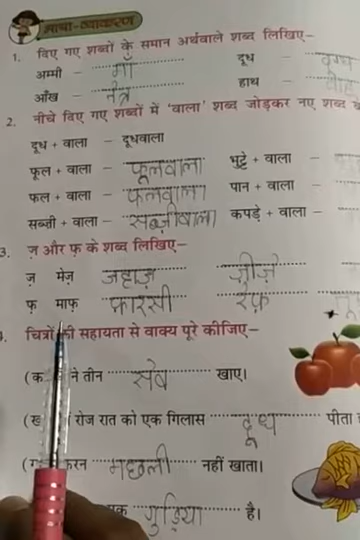 भाषा-व्याकरण
1. दिए गए शब्दों के समान अर्थवाले शब्द लिखिए-
अम्मी - माँ दूध -
आँख - नेत्र हाथ -
2. नीचे दिए गए शब्दों में 'वाला' शब्द जोड़कर नए शब्द
दूध + वाला - दूधवाला
फूल + वाला - फूलवाला भुट्टे + वाला -
फल + वाला - फलवाला पान + वाला -
सब्ज़ी + वाला - सब्ज़ीवाला कपड़े + वाला -
3. ज़ और फ़ के शब्द लिखिए-
ज़ मेज़ जहाज़ चीज़ें
फ़ माफ़ फ़ारसी
चित्रों की सहायता से वाक्य पूरे कीजिए-
(क ने तीन सेव खाए।
(ख रोज रात को एक गिलास दूध पीता
करन मछली नहीं खाता।
गुड़िया है।